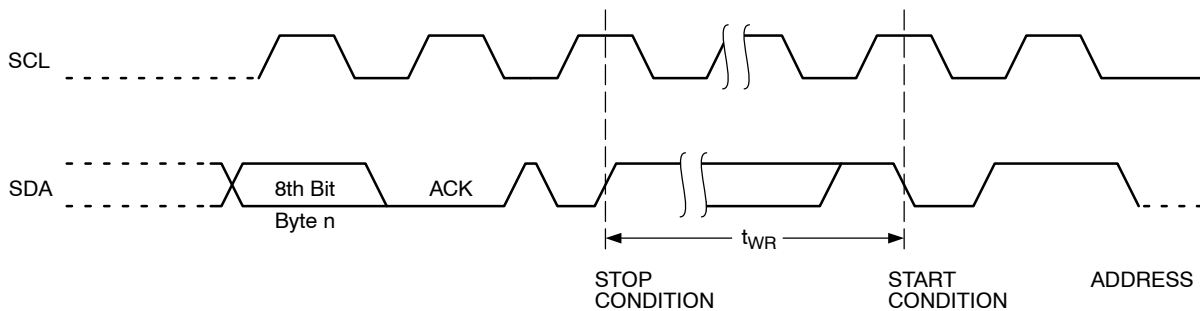 SCL
SDA
8th Bit
Byte n
ACK
tWR
STOP
CONDITION
START
CONDITION
ADDRESS